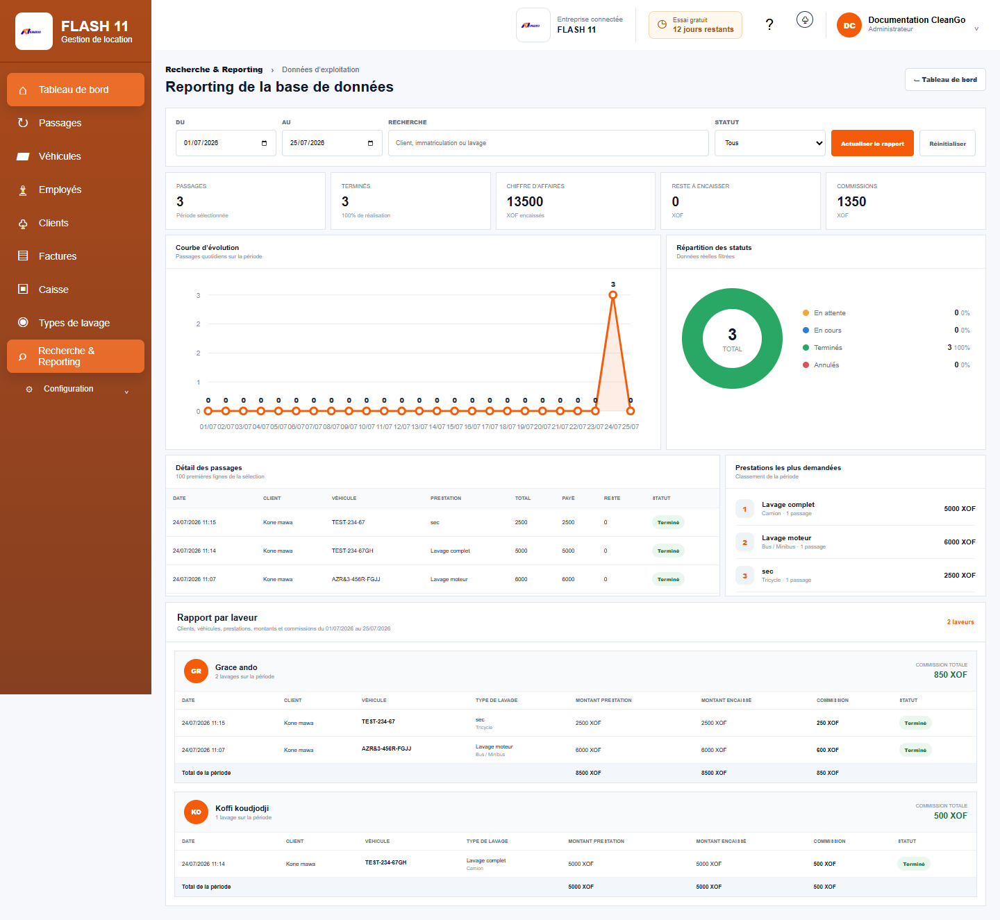 FLASH 11
Gestion de location
Tableau de bord
Passages
Véhicules
Employés
Clients
Factures
Caisse
Types de lavage
Recherche &
Reporting
Configuration
Entreprise connectée
FLASH 11
Essai gratuit
12 jours restants
?
DC
Documentation CleanGo
Administrateur
Recherche & Reporting › Données d'exploitation
Reporting de la base de données
Tableau de bord
DU
AU
RECHERCHE
STATUT
01/07/2026
25/07/2026
Client, immatriculation ou lavage
Tous
Actualiser le rapport
Réinitialiser
PASSAGES
3
Période sélectionnée
TERMINÉS
3
100% de réalisation
CHIFFRE D'AFFAIRES
13500
XOF encaissés
RESTE À ENCAISSER
0
XOF
COMMISSIONS
1350
XOF
Courbe d'évolution
Passages quotidiens sur la période
3
2
2
1
0
0 0 0 0 0 0 0 0 0 0 0 0 0 0 0 0 0 0 0 0 0 0 0 3 0
01/07 02/07 03/07 04/07 05/07 06/07 07/07 08/07 09/07 10/07 11/07 12/07 13/07 14/07 15/07 16/07 17/07 18/07 19/07 20/07 21/07 22/07 23/07 24/07 25/07
Répartition des statuts
Données réelles filtrées
3
TOTAL
En attente 0 0%
En cours 0 0%
Terminés 3 100%
Annulés 0 0%
Détail des passages
100 premières lignes de la sélection
DATE CLIENT VÉHICULE PRESTATION TOTAL PAYÉ RESTE STATUT
24/07/2026 11:15 Kone mawa TEST-234-67 sec 2500 2500 0 Terminé
24/07/2026 11:14 Kone mawa TEST-234-67GH Lavage complet 5000 5000 0 Terminé
24/07/2026 11:07 Kone mawa AZR&3-456R-FGJJ Lavage moteur 6000 6000 0 Terminé
Prestations les plus demandées
Classement de la période
1 Lavage complet 5000 XOF
Camion · 1 passage
2 Lavage moteur 6000 XOF
Bus / Minibus · 1 passage
3 sec 2500 XOF
Tricycle · 1 passage
Rapport par laveur
Clients, véhicules, prestations, montants et commissions du 01/07/2026 au 25/07/2026
2 laveurs
GR
Grace ando
2 lavages sur la période
COMMISSION TOTALE
850 XOF
DATE CLIENT VÉHICULE TYPE DE LAVAGE MONTANT PRESTATION MONTANT ENCAISSÉ COMMISSION STATUT
24/07/2026 11:15 Kone mawa TEST-234-67 sec 2500 XOF 2500 XOF 250 XOF Terminé
Tricycle
24/07/2026 11:07 Kone mawa AZR&3-456R-FGJJ Lavage moteur 6000 XOF 6000 XOF 600 XOF Terminé
Bus / Minibus
Total de la période 8500 XOF 8500 XOF 850 XOF
KO
Koffi koudjodji
1 lavage sur la période
COMMISSION TOTALE
500 XOF
DATE CLIENT VÉHICULE TYPE DE LAVAGE MONTANT PRESTATION MONTANT ENCAISSÉ COMMISSION STATUT
24/07/2026 11:14 Kone mawa TEST-234-67GH Lavage complet 5000 XOF 5000 XOF 500 XOF Terminé
Camion
Total de la période 5000 XOF 5000 XOF 500 XOF